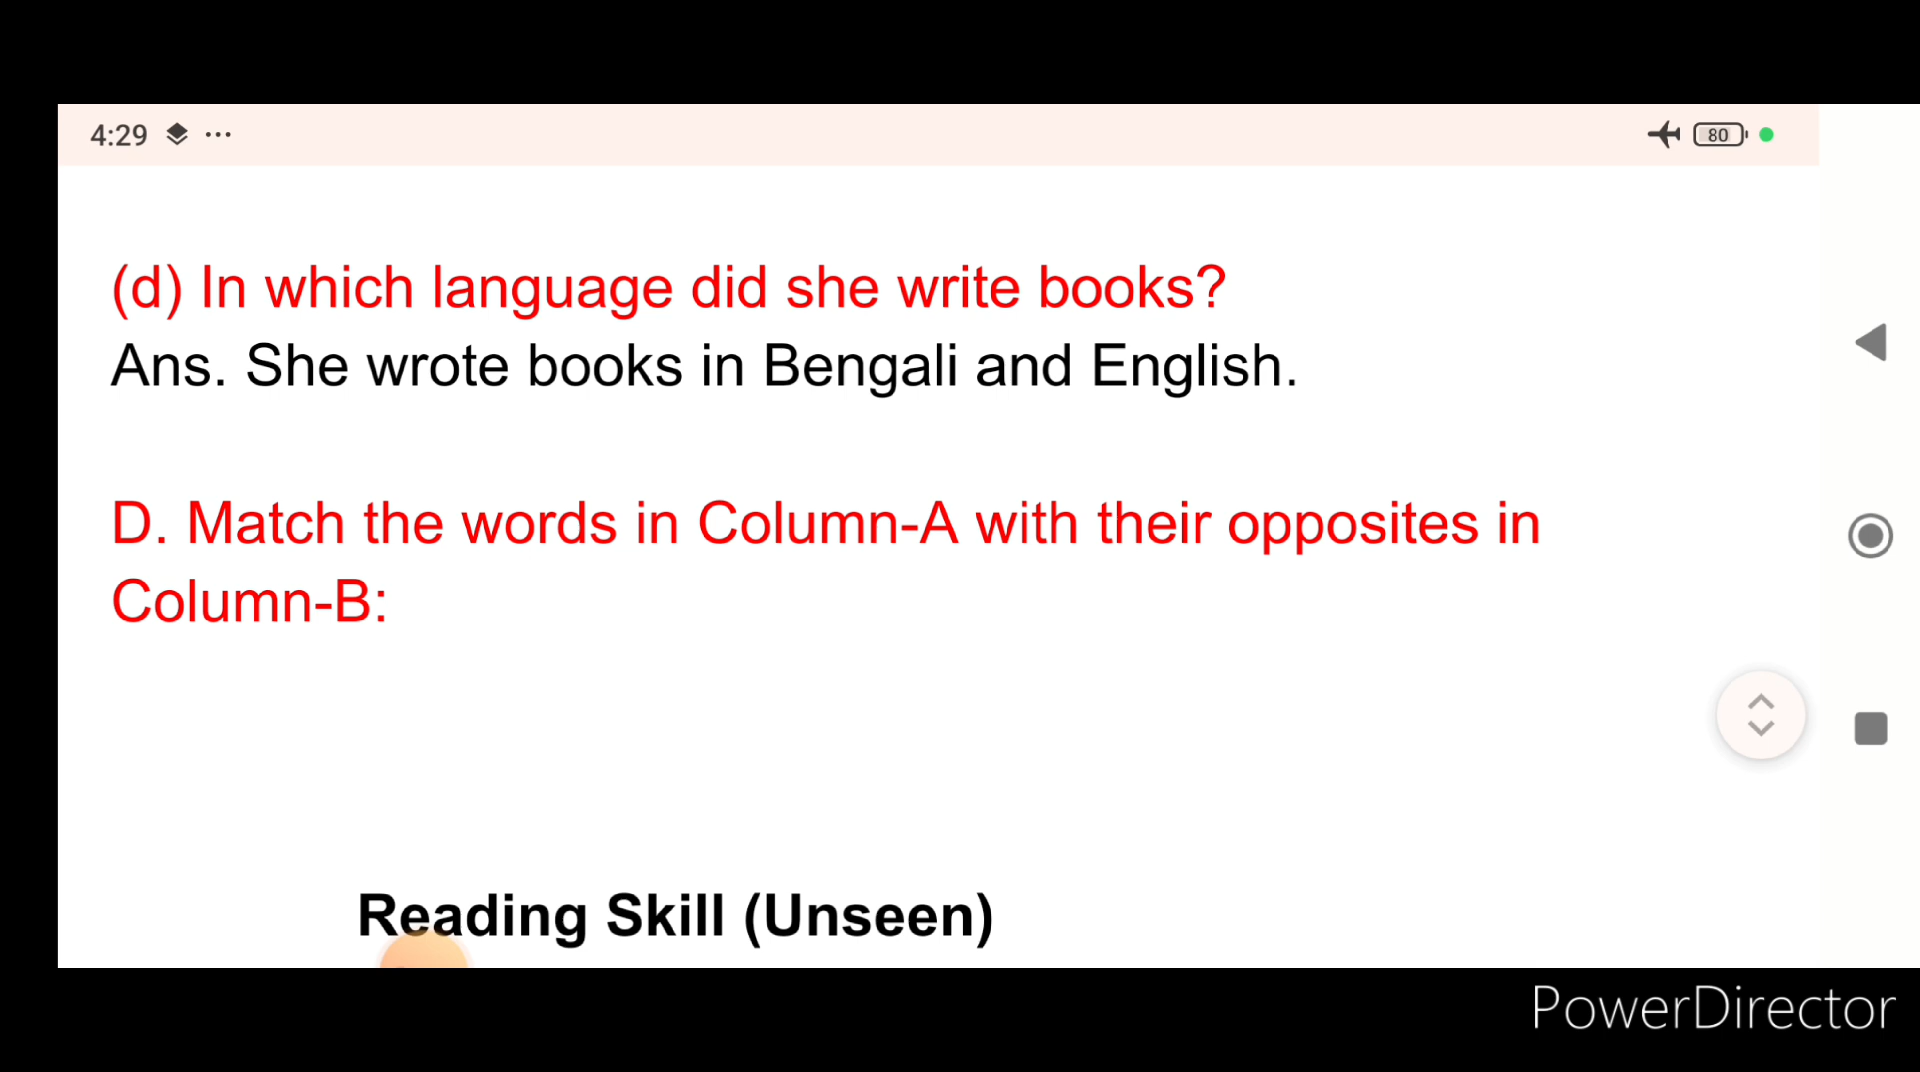 4:29 ...
80
(d) In which language did she write books?
Ans. She wrote books in Bengali and English.
D. Match the words in Column-A with their opposites in
Column-B:
Reading Skill (Unseen)
PowerDirector